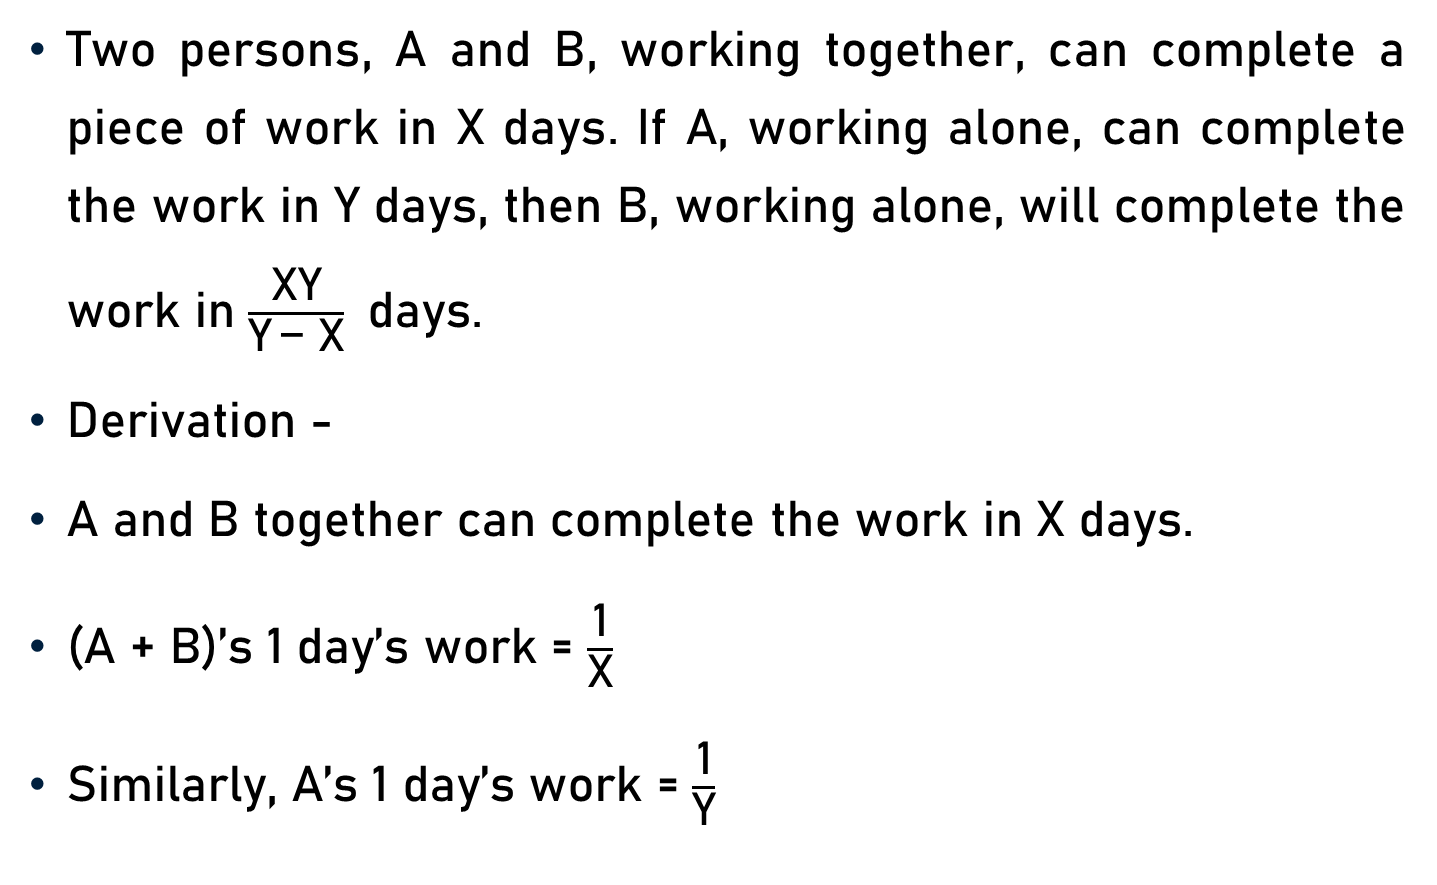 • Two persons, A and B, working together, can complete a
piece of work in X days. If A, working alone, can complete
the work in Y days, then B, working alone, will complete the
work in XY/(Y − X) days.
• Derivation -
• A and B together can complete the work in X days.
• (A + B)’s 1 day’s work = 1/X
• Similarly, A’s 1 day’s work = 1/Y